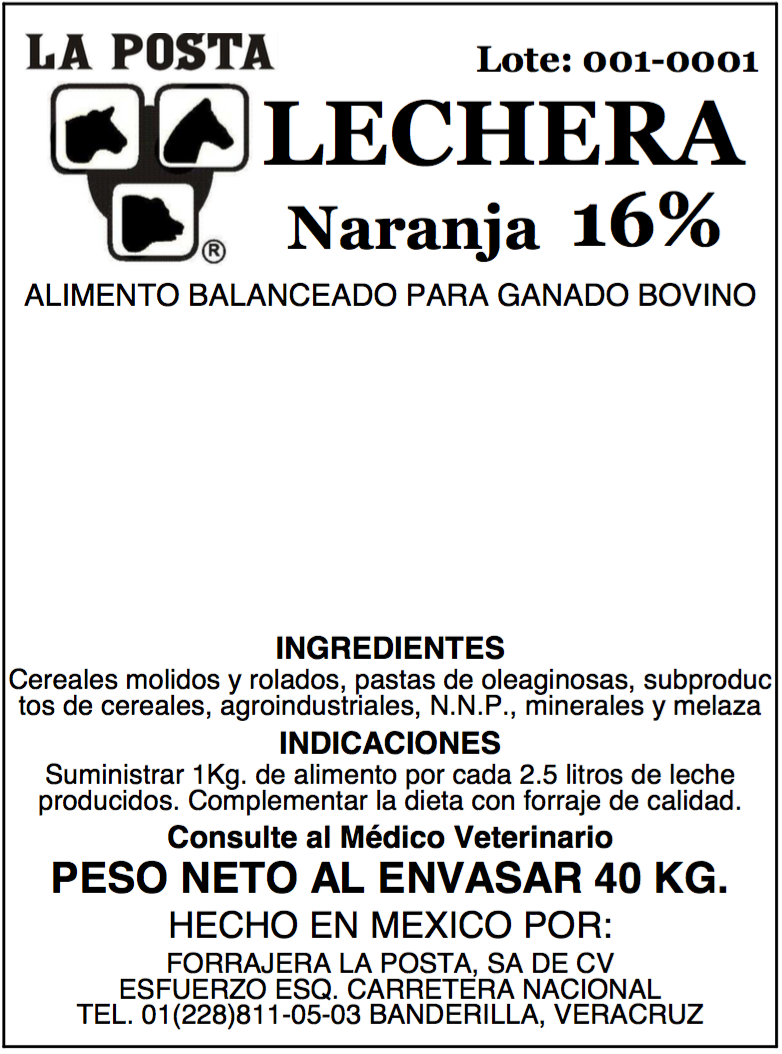 LA POSTA
Lote: 001-0001
LECHERA
Naranja 16%
®
ALIMENTO BALANCEADO PARA GANADO BOVINO
INGREDIENTES
Cereales molidos y rolados, pastas de oleaginosas, subproduc
tos de cereales, agroindustriales, N.N.P., minerales y melaza
INDICACIONES
Suministrar 1Kg. de alimento por cada 2.5 litros de leche
producidos. Complementar la dieta con forraje de calidad.
Consulte al Médico Veterinario
PESO NETO AL ENVASAR 40 KG.
HECHO EN MEXICO POR:
FORRAJERA LA POSTA, SA DE CV
ESFUERZO ESQ. CARRETERA NACIONAL
TEL. 01(228)811-05-03 BANDERILLA, VERACRUZ